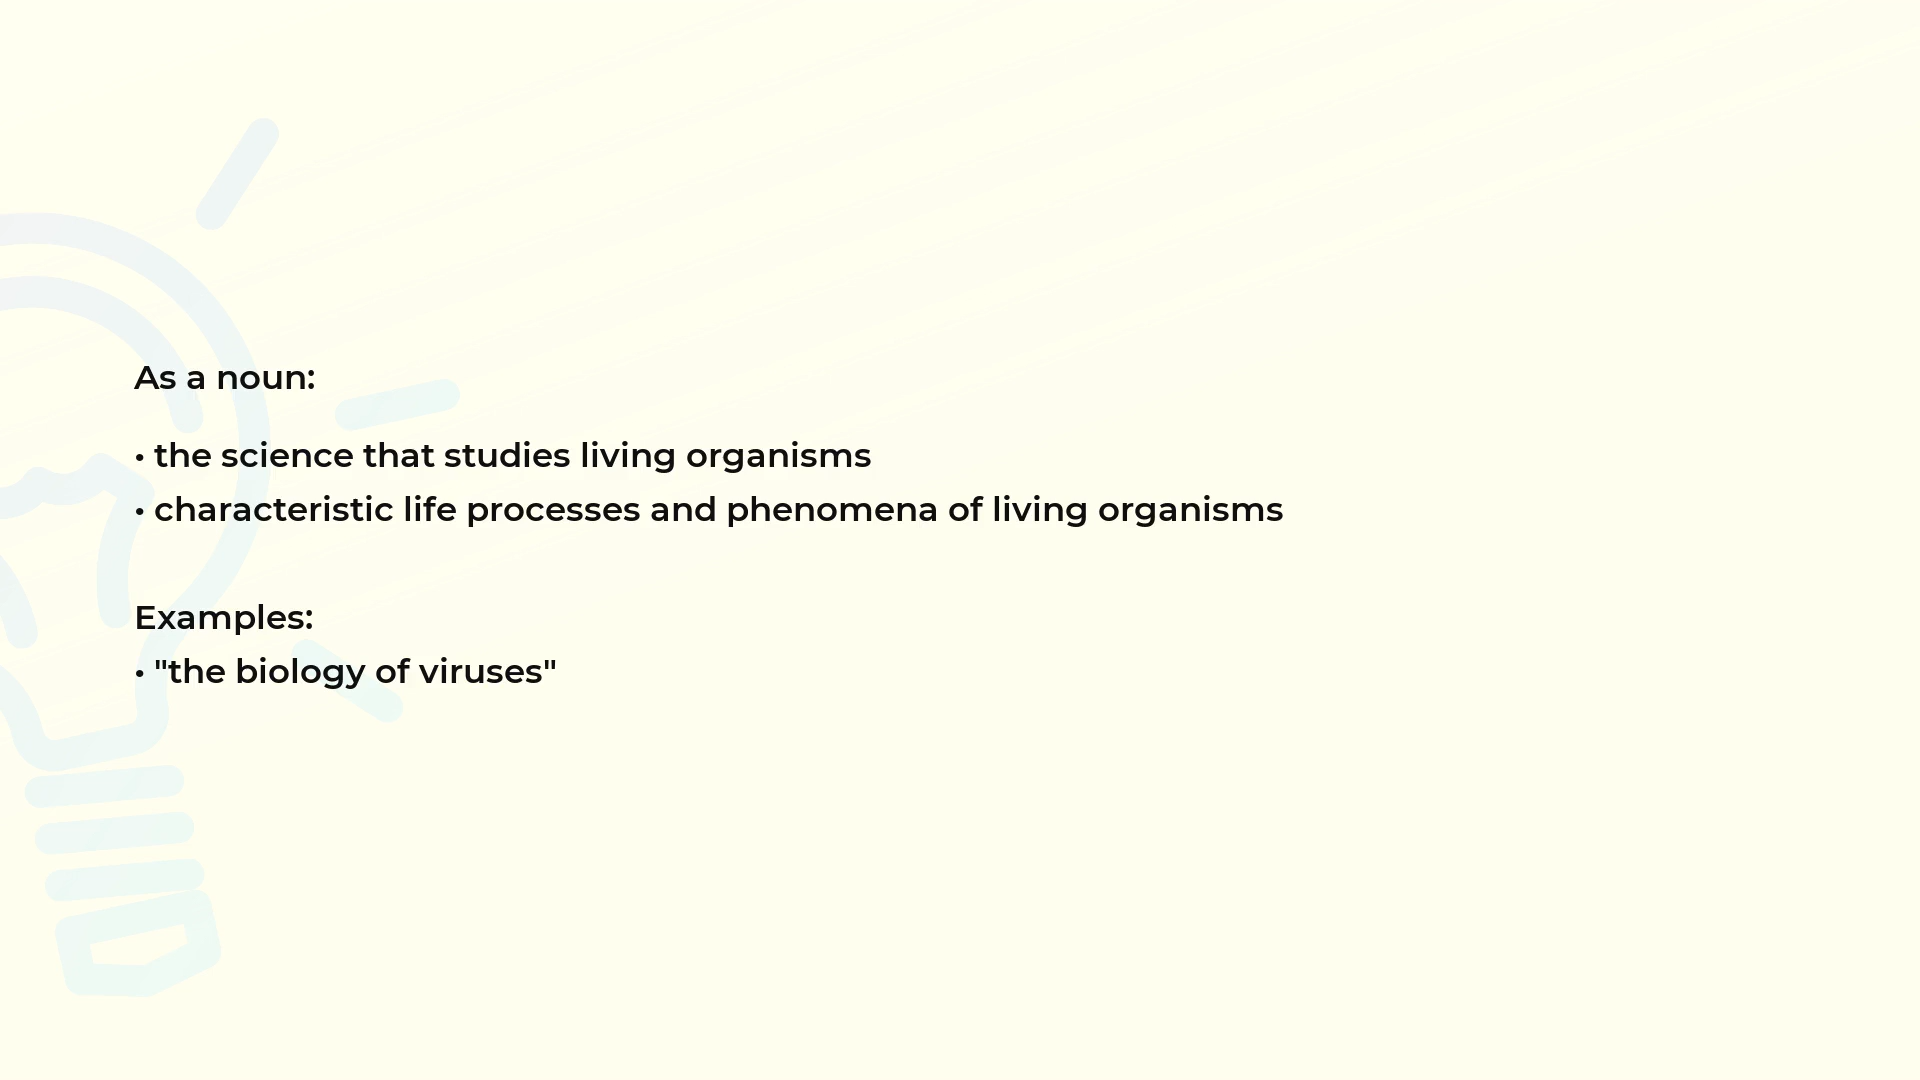 As a noun:
• the science that studies living organisms
• characteristic life processes and phenomena of living organisms
Examples:
• "the biology of viruses"